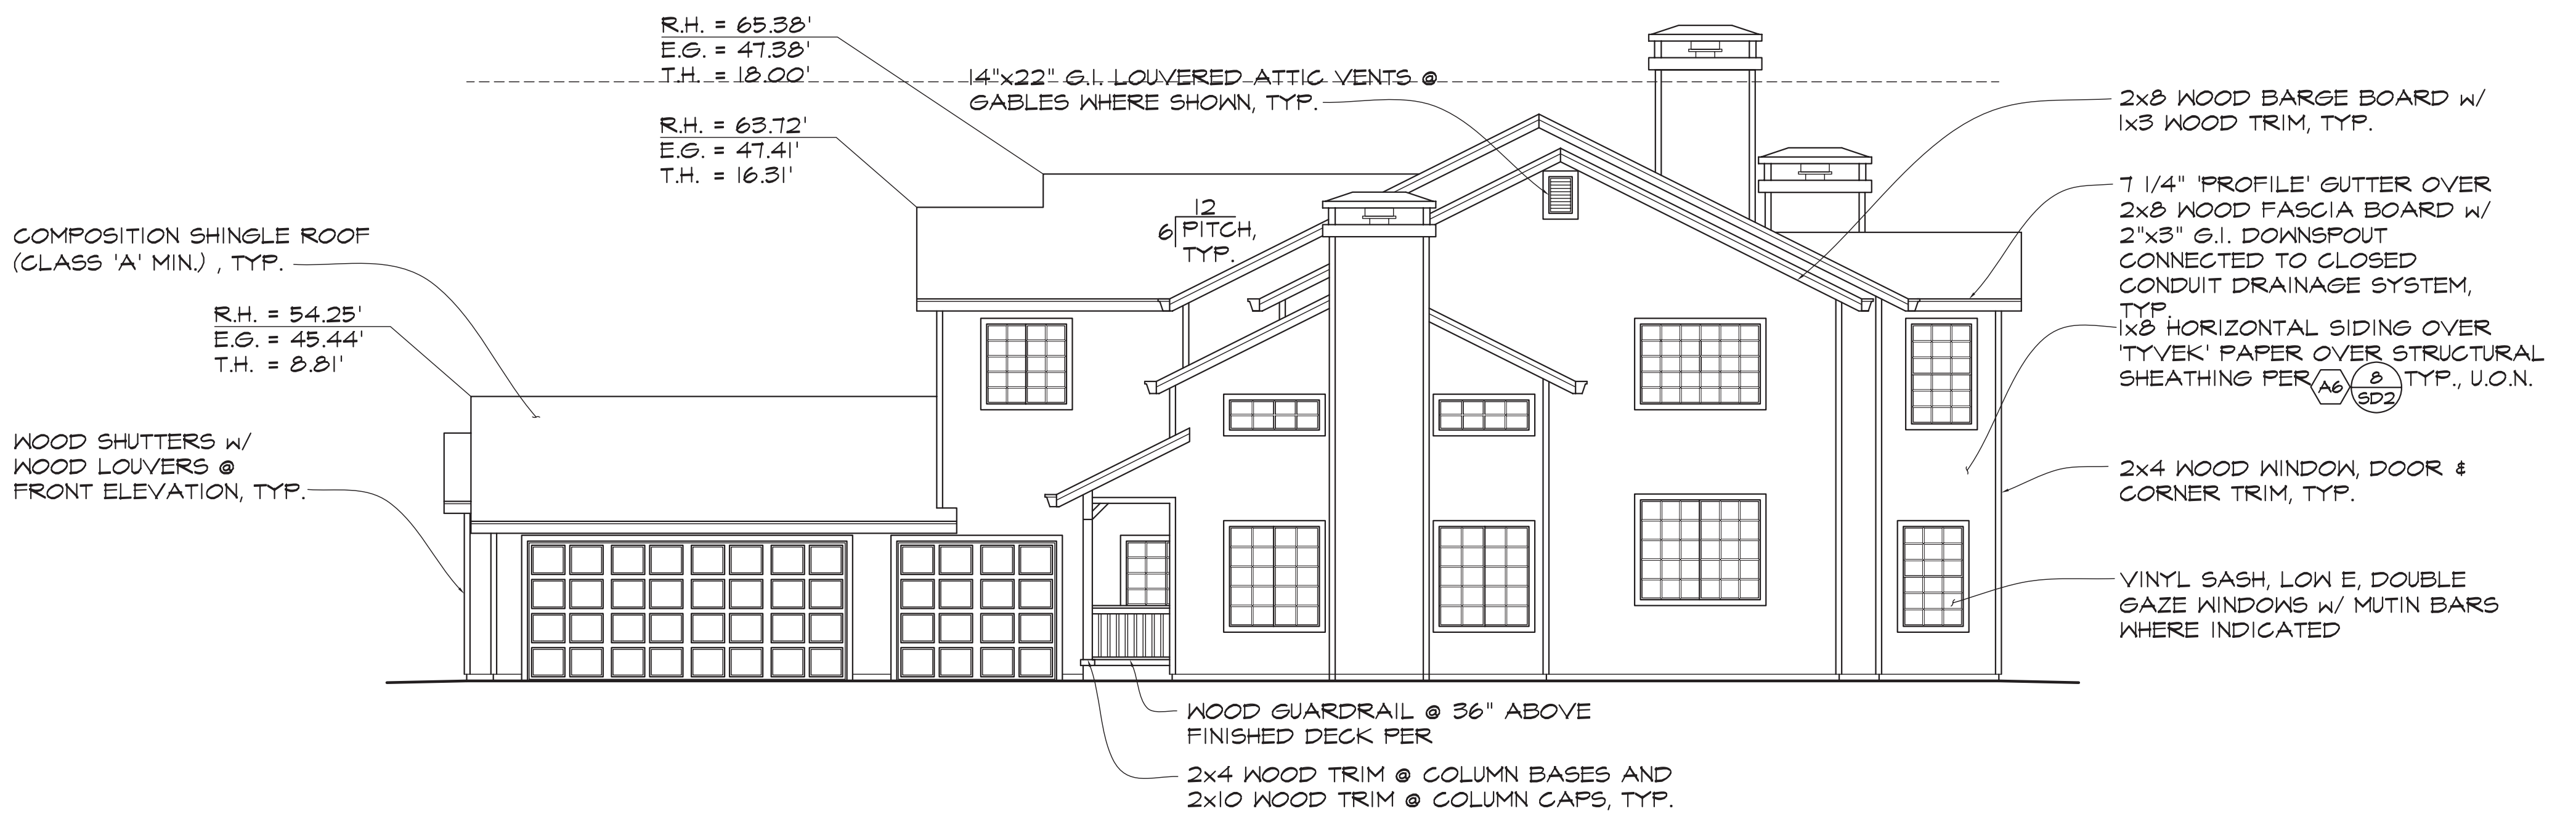 R.H. = 65.38'
E.G. = 47.38'
T.H. = 18.00'
14"x22" G.I. LOUVERED ATTIC VENTS @
GABLES WHERE SHOWN, TYP.
R.H. = 63.72'
E.G. = 47.41'
T.H. = 16.31'
12
6 PITCH,
TYP.
COMPOSITION SHINGLE ROOF
(CLASS 'A' MIN.) , TYP.
R.H. = 54.25'
E.G. = 45.44'
T.H. = 8.81'
WOOD SHUTTERS w/
WOOD LOUVERS @
FRONT ELEVATION, TYP.
2x8 WOOD BARGE BOARD w/
1x3 WOOD TRIM, TYP.
7 1/4" 'PROFILE' GUTTER OVER
2x8 WOOD FASCIA BOARD w/
2"x3" G.I. DOWNSPOUT
CONNECTED TO CLOSED
CONDUIT DRAINAGE SYSTEM,
TYP.
1x8 HORIZONTAL SIDING OVER
'TYVEK' PAPER OVER STRUCTURAL
SHEATHING PER A6 8 SD2 TYP., U.O.N.
2x4 WOOD WINDOW, DOOR &
CORNER TRIM, TYP.
VINYL SASH, LOW E, DOUBLE
GAZE WINDOWS w/ MUTIN BARS
WHERE INDICATED
WOOD GUARDRAIL @ 36" ABOVE
FINISHED DECK PER
2x4 WOOD TRIM @ COLUMN BASES AND
2x10 WOOD TRIM @ COLUMN CAPS, TYP.